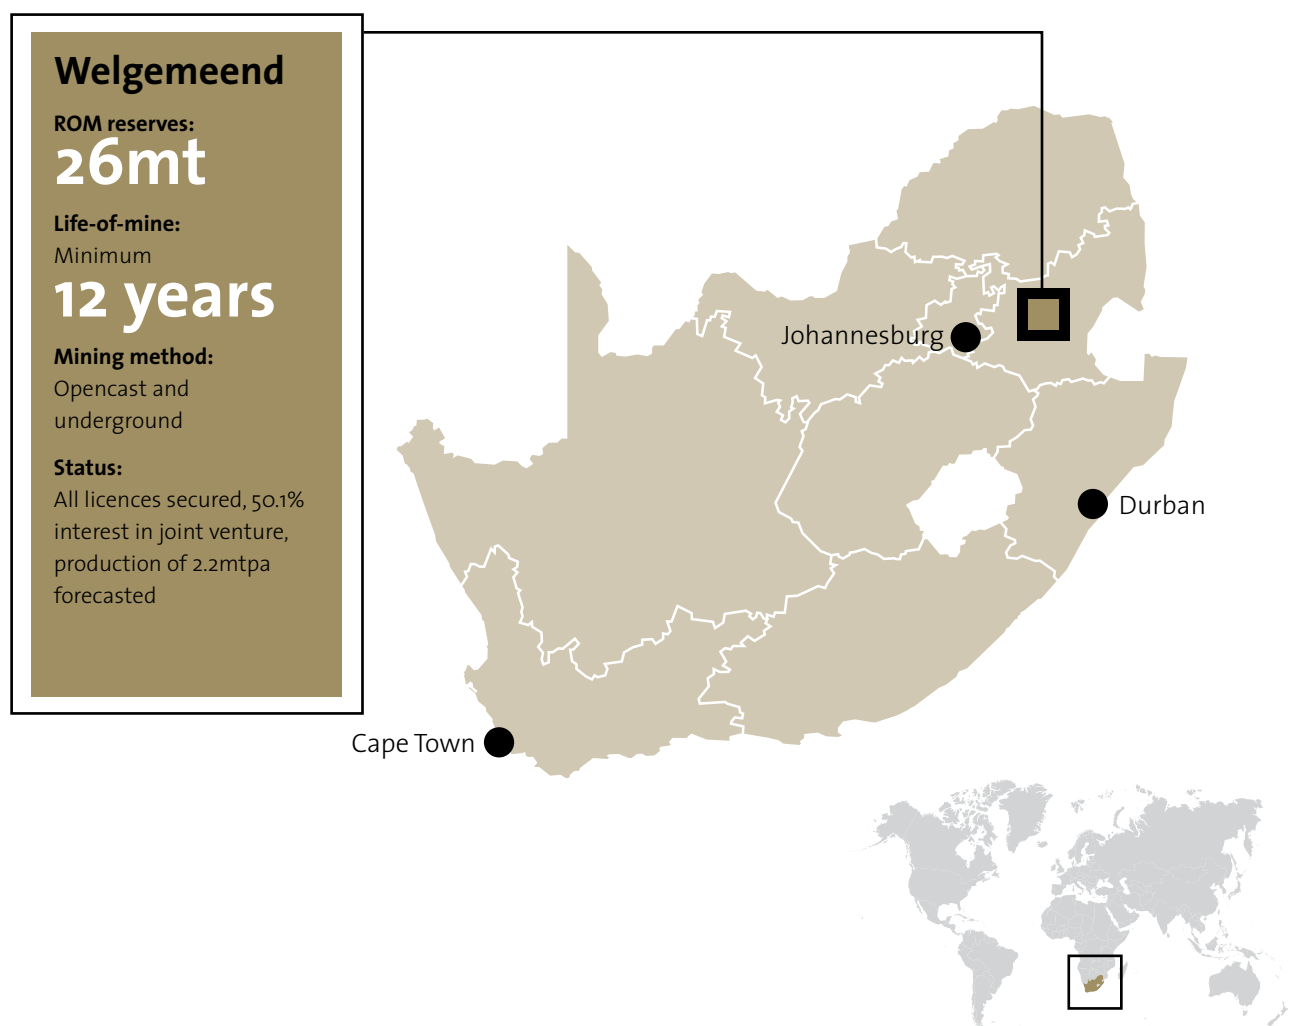 Welgemeend
ROM reserves:
26mt
Life-of-mine:
Minimum
12 years
Mining method:
Opencast and
underground
Status:
All licences secured, 50.1%
interest in joint venture,
production of 2.2mtpa
forecasted
Johannesburg
Durban
Cape Town